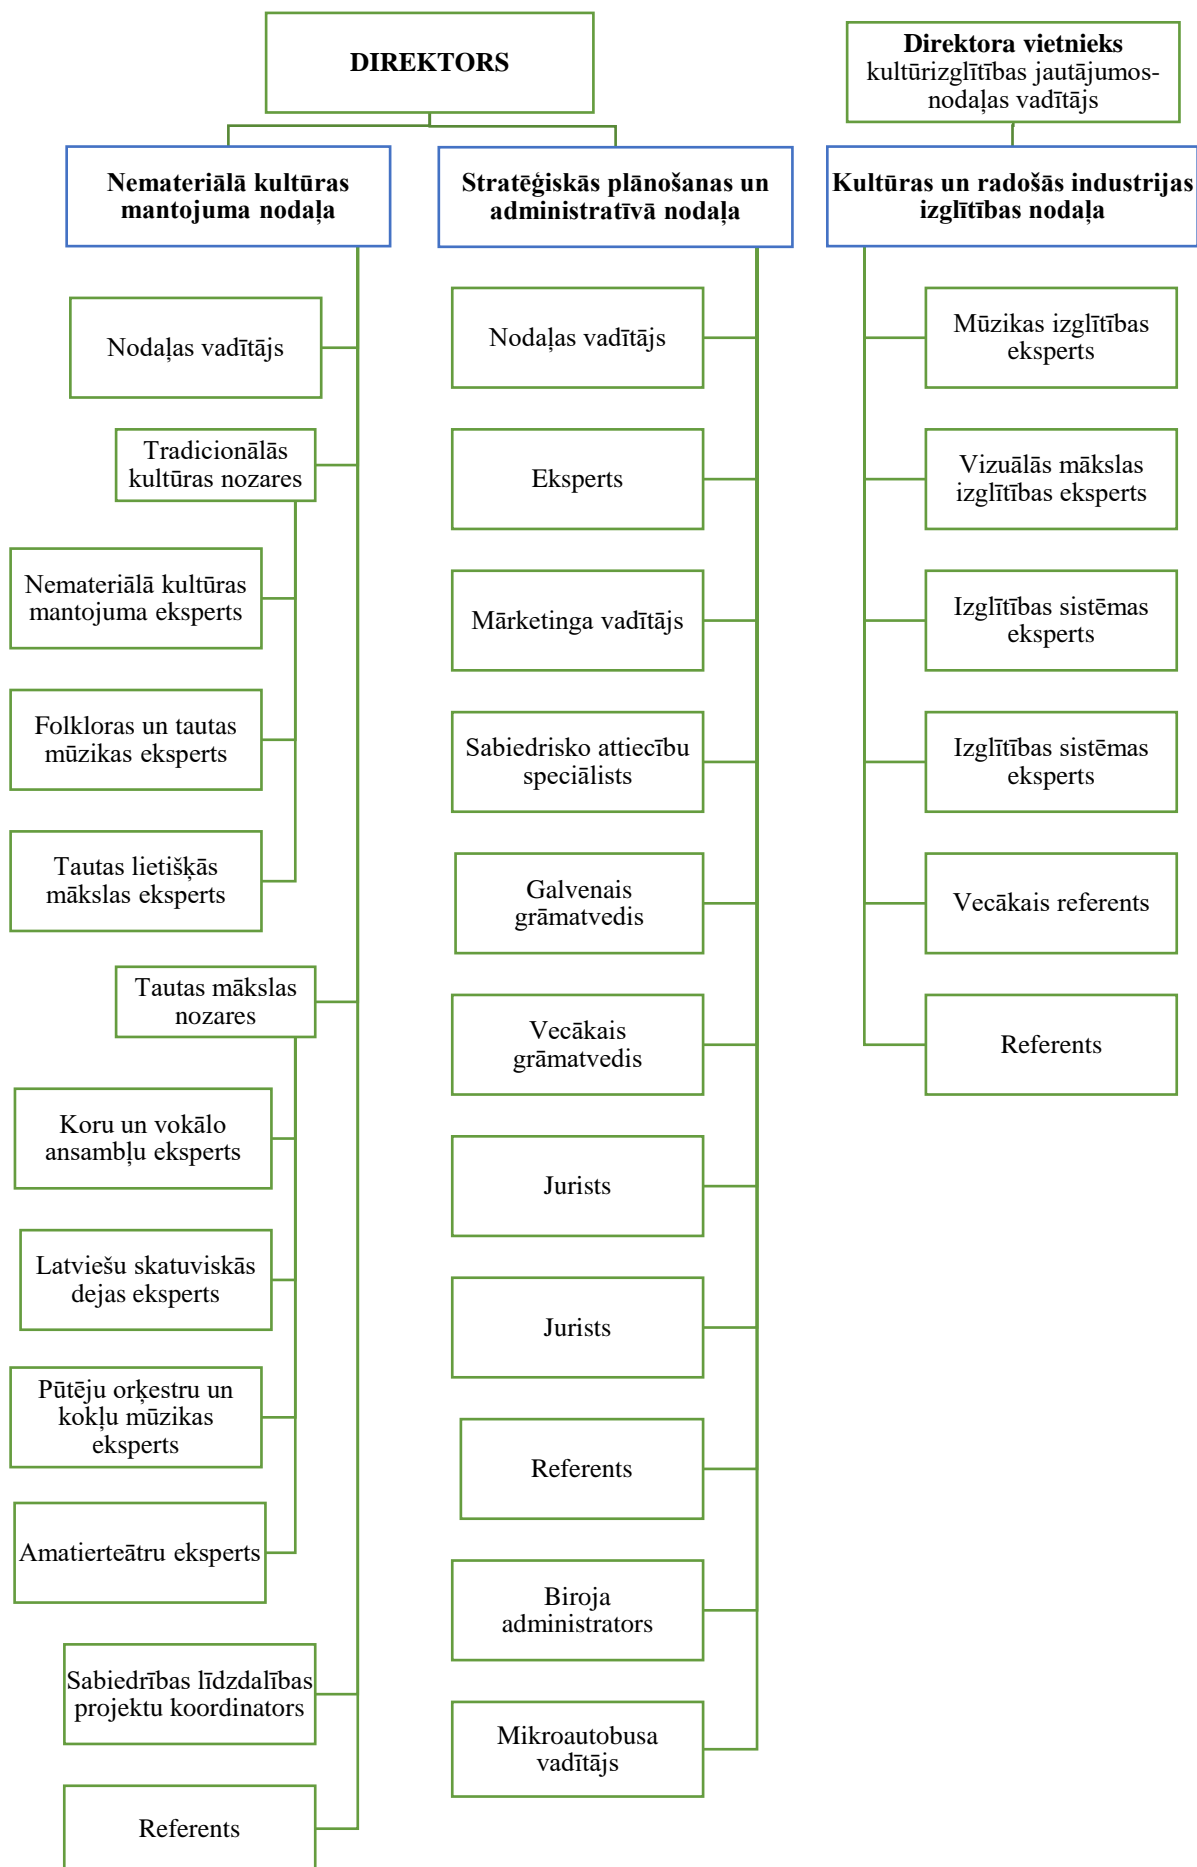 DIREKTORS
Direktora vietnieks
kultūrizglītības jautājumos-
nodaļas vadītājs
Nemateriālā kultūras
mantojuma nodaļa
Nodaļas vadītājs
Tradicionālās
kultūras nozares
Nemateriālā kultūras
mantojuma eksperts
Folkloras un tautas
mūzikas eksperts
Tautas lietišķās
mākslas eksperts
Tautas mākslas
nozares
Koru un vokālo
ansambļu eksperts
Latviešu skatuviskās
dejas eksperts
Pūtēju orķestru un
kokļu mūzikas
eksperts
Amatierteātru eksperts
Sabiedrības līdzdalības
projektu koordinators
Referents
Stratēģiskās plānošanas un
administratīvā nodaļa
Nodaļas vadītājs
Eksperts
Mārketinga vadītājs
Sabiedrisko attiecību
speciālists
Galvenais
grāmatvedis
Vecākais
grāmatvedis
Jurists
Jurists
Referents
Biroja
administrators
Mikroautobusa
vadītājs
Kultūras un radošās industrijas
izglītības nodaļa
Mūzikas izglītības
eksperts
Vizuālās mākslas
izglītības eksperts
Izglītības sistēmas
eksperts
Izglītības sistēmas
eksperts
Vecākais referents
Referents